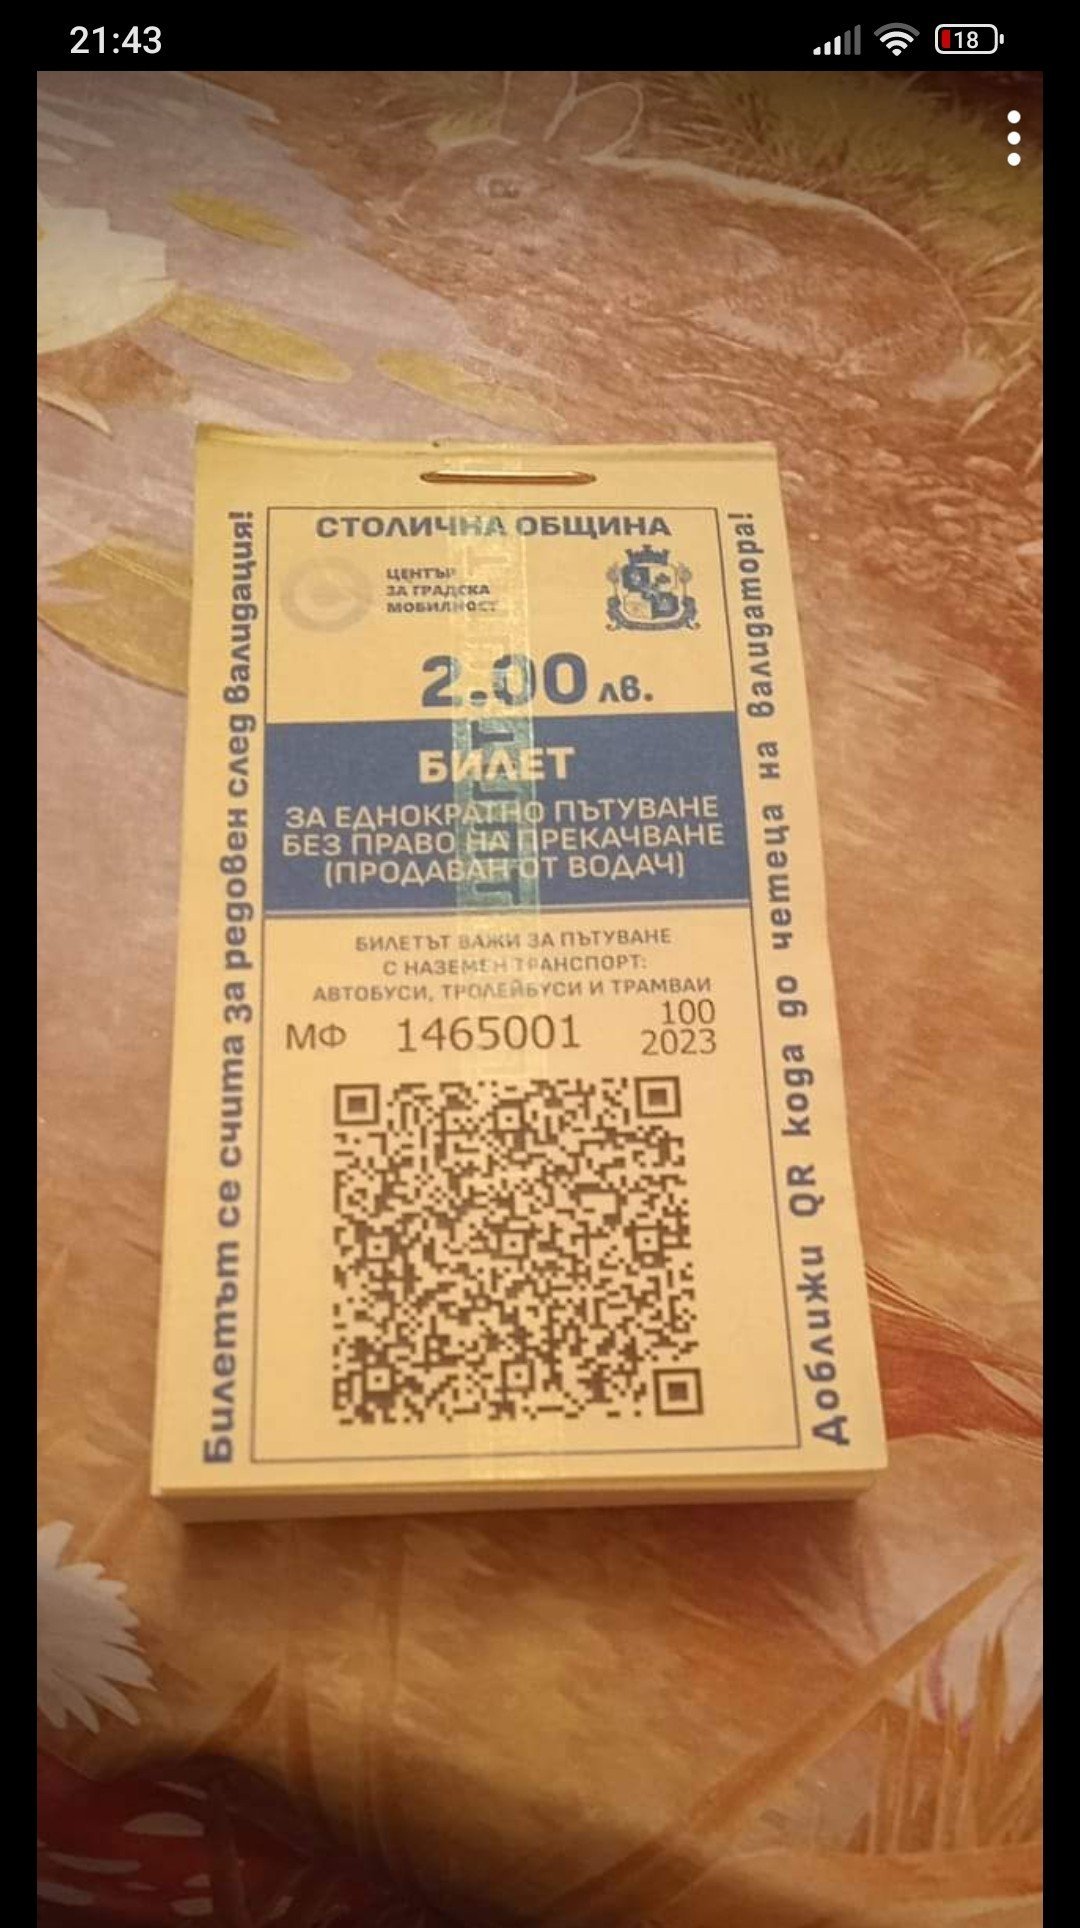 21:43
18
СТОЛИЧНА ОБЩИНА
ЦЕНТЪР
ЗА ГРАДСКА
МОБИЛНОСТ
2.00 лв.
БИЛЕТ
ЗА ЕДНОКРАТНО ПЪТУВАНЕ
БЕЗ ПРАВО НА ПРЕКАЧВАНЕ
(ПРОДАВАН ОТ ВОДАЧ)
БИЛЕТЪТ ВАЖИ ЗА ПЪТУВАНЕ
С НАЗЕМЕН ТРАНСПОРТ:
АВТОБУСИ, ТРОЛЕЙБУСИ И ТРАМВАИ
МФ 1465001 100
2023
Билетът се счита за редовен след валидация!
Доближи QR кода до четеца на валидатора!